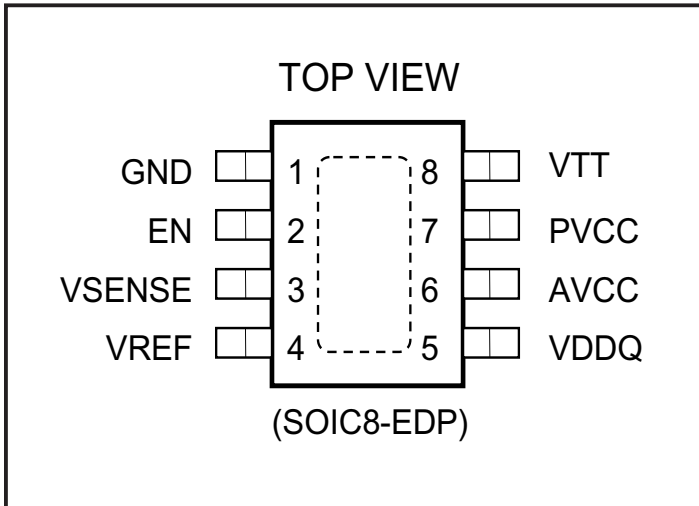 TOP VIEW
GND 1 8 VTT
EN 2 7 PVCC
VSENSE 3 6 AVCC
VREF 4 5 VDDQ
(SOIC8-EDP)